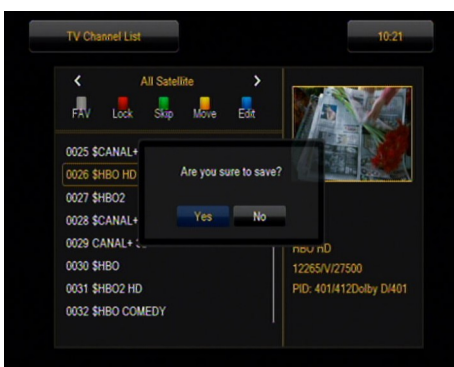 TV Channel List
10:21
All Satellite
FAV Lock Skip Move Edit
0025 $CANAL+
0026 $HBO HD
0027 $HBO2
0028 $CANAL+
0029 CANAL+
0030 $HBO
0031 $HBO2 HD
0032 $HBO COMEDY
Are you sure to save?
Yes No
HBO HD
12265/V/27500
PID: 401/412Dolby D/401